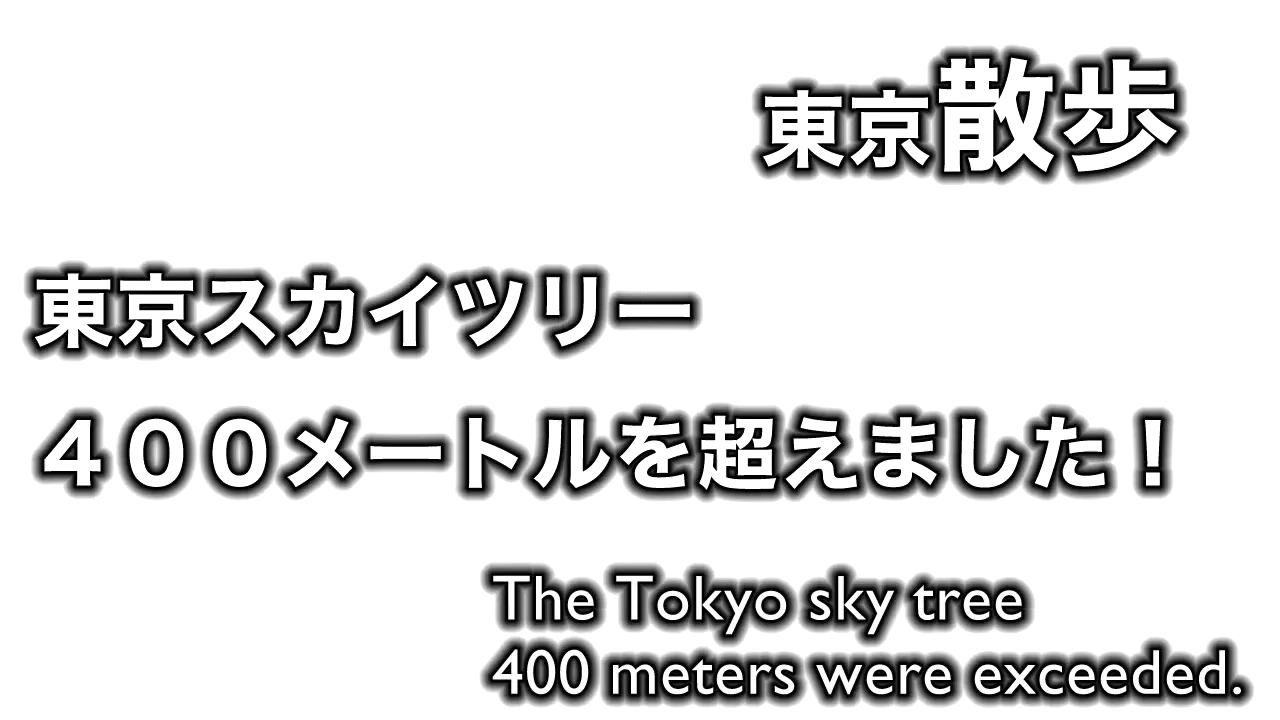 東京散歩
東京スカイツリー
４００メートルを超えました！
The Tokyo sky tree
400 meters were exceeded.